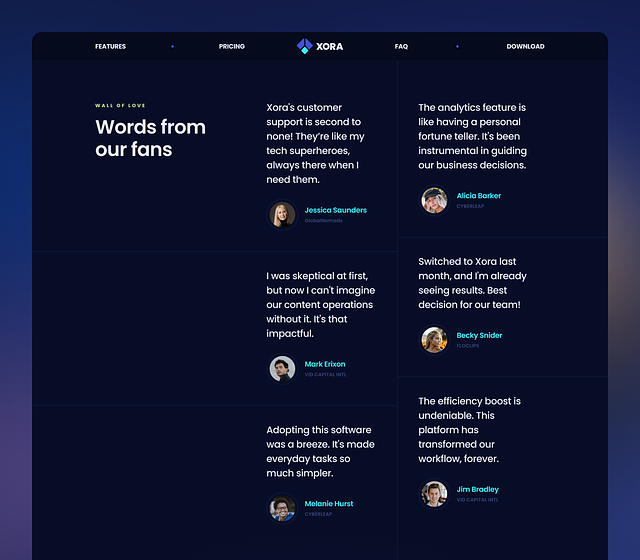 FEATURES
PRICING
XORA
FAQ
DOWNLOAD
WALL OF LOVE
Words from
our fans
Xora's customer
support is second to
none! They're like my
tech superheroes,
always there when I
need them.
Jessica Saunders
GlobalNomads
I was skeptical at first,
but now I can't imagine
our content operations
without it. It's that
impactful.
Mark Erixon
VID CAPITAL INTL
Adopting this software
was a breeze. It's made
everyday tasks so
much simpler.
Melanie Hurst
CYBERLEAP
The analytics feature is
like having a personal
fortune teller. It's been
instrumental in guiding
our business decisions.
Alicia Barker
CYBERLEAP
Switched to Xora last
month, and I'm already
seeing results. Best
decision for our team!
Becky Snider
The efficiency boost is
undeniable. This
platform has
transformed our
workflow, forever.
Jim Bradley
VID CAPITAL INTL